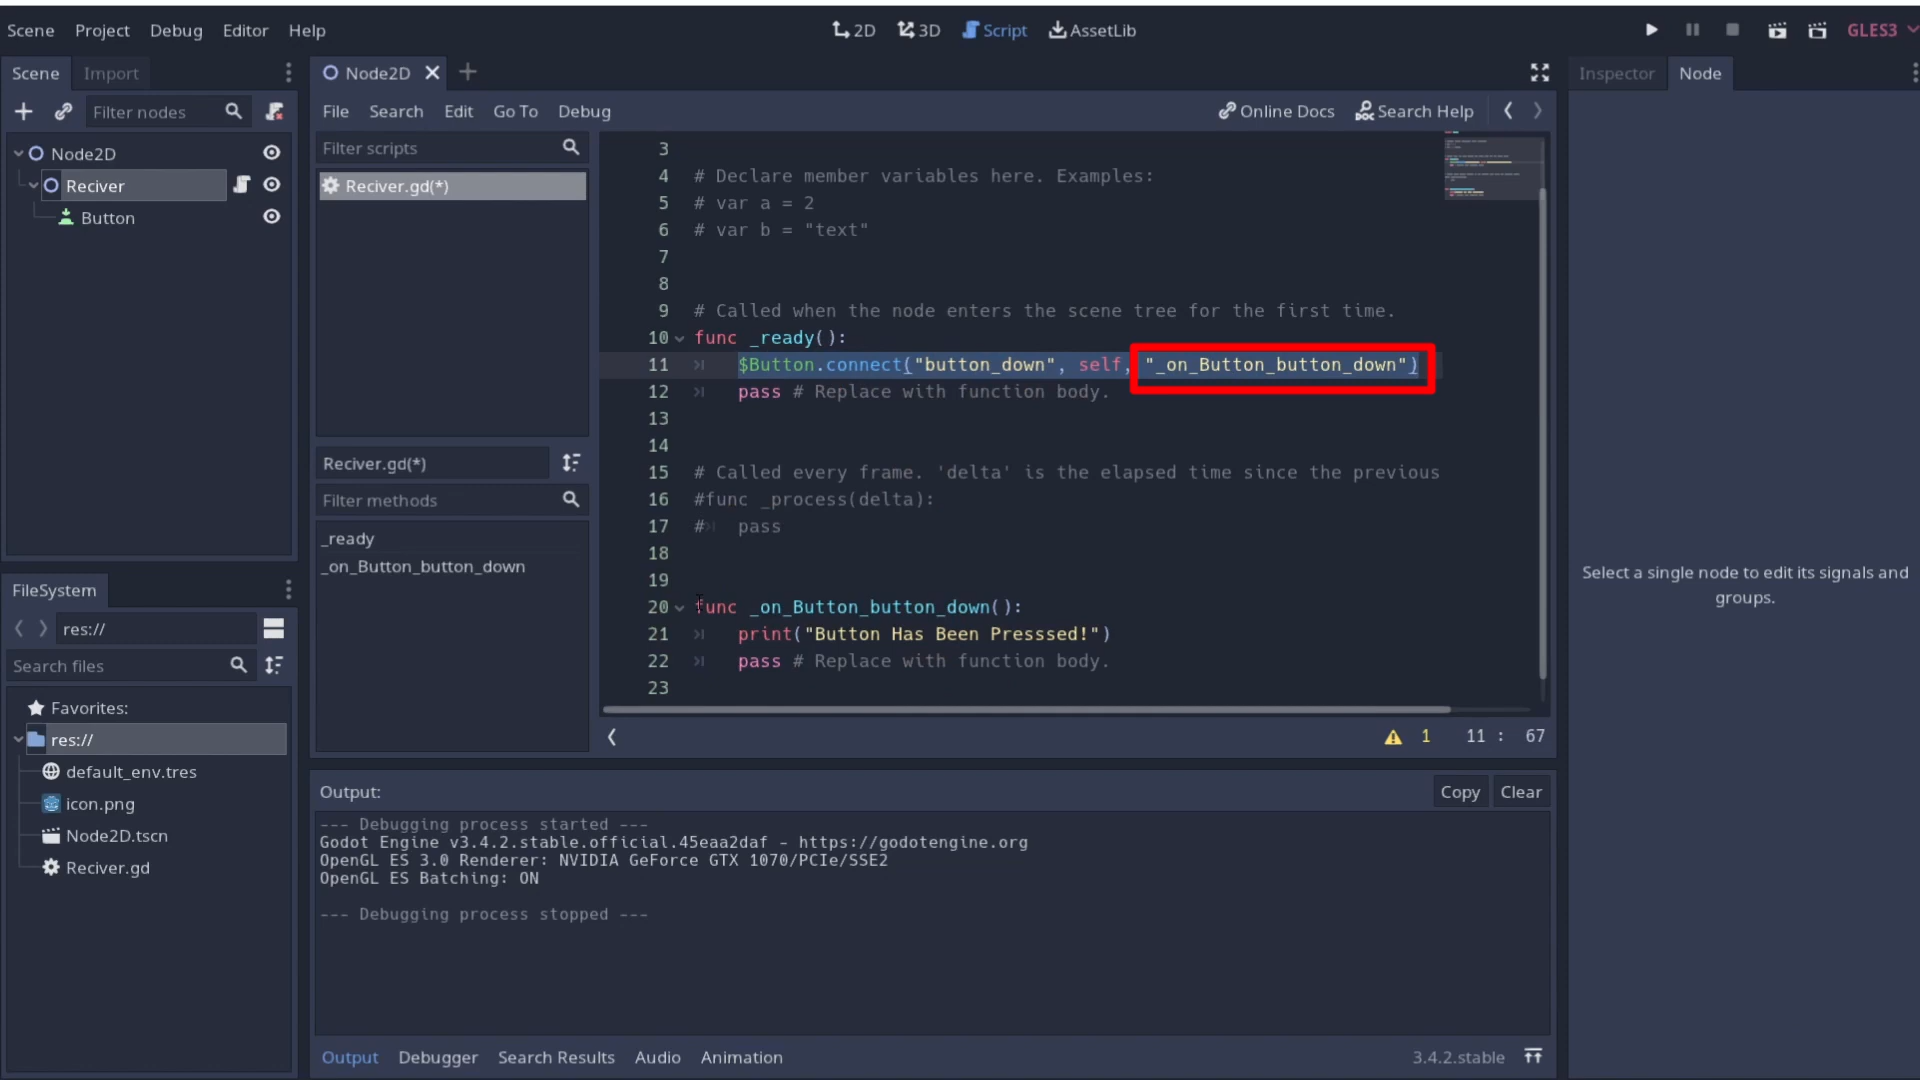 Scene Project Debug Editor Help
2D 3D Script AssetLib
GLES3
Scene Import
Filter nodes
Node2D
Reciver
Button
FileSystem
res://
Search files
Favorites:
res://
default_env.tres
icon.png
Node2D.tscn
Reciver.gd
Node2D
File Search Edit Go To Debug
Online Docs Search Help
Filter scripts
Reciver.gd(*)
Reciver.gd(*)
Filter methods
_ready
_on_Button_button_down
3
4 # Declare member variables here. Examples:
5 # var a = 2
6 # var b = "text"
7
8
9 # Called when the node enters the scene tree for the first time.
10 func _ready():
11 $Button.connect("button_down", self, "_on_Button_button_down")
12 pass # Replace with function body.
13
14
15 # Called every frame. 'delta' is the elapsed time since the previous
16 #func _process(delta):
17 # pass
18
19
20 func _on_Button_button_down():
21 print("Button Has Been Presssed!")
22 pass # Replace with function body.
23
1 11 : 67
Output:
Copy Clear
--- Debugging process started ---
Godot Engine v3.4.2.stable.official.45eaa2daf - https://godotengine.org
OpenGL ES 3.0 Renderer: NVIDIA GeForce GTX 1070/PCIe/SSE2
OpenGL ES Batching: ON
--- Debugging process stopped ---
Output Debugger Search Results Audio Animation
3.4.2.stable
Inspector Node
Select a single node to edit its signals and
groups.